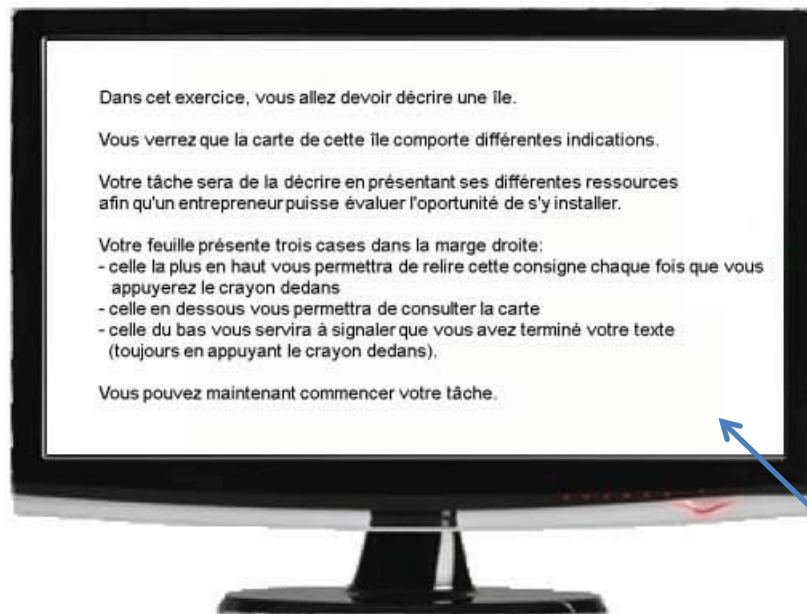 Dans cet exercice, vous allez devoir décrire une île.
Vous verrez que la carte de cette île comporte différentes indications.
Votre tâche sera de la décrire en présentant ses différentes ressources
afin qu'un entrepreneur puisse évaluer l'oportunité de s'y installer.
Votre feuille présente trois cases dans la marge droite:
- celle la plus en haut vous permettra de relire cette consigne chaque fois que vous
appuyerez le crayon dedans
- celle en dessous vous permettra de consulter la carte
- celle du bas vous servira à signaler que vous avez terminé votre texte
(toujours en appuyant le crayon dedans).
Vous pouvez maintenant commencer votre tâche.